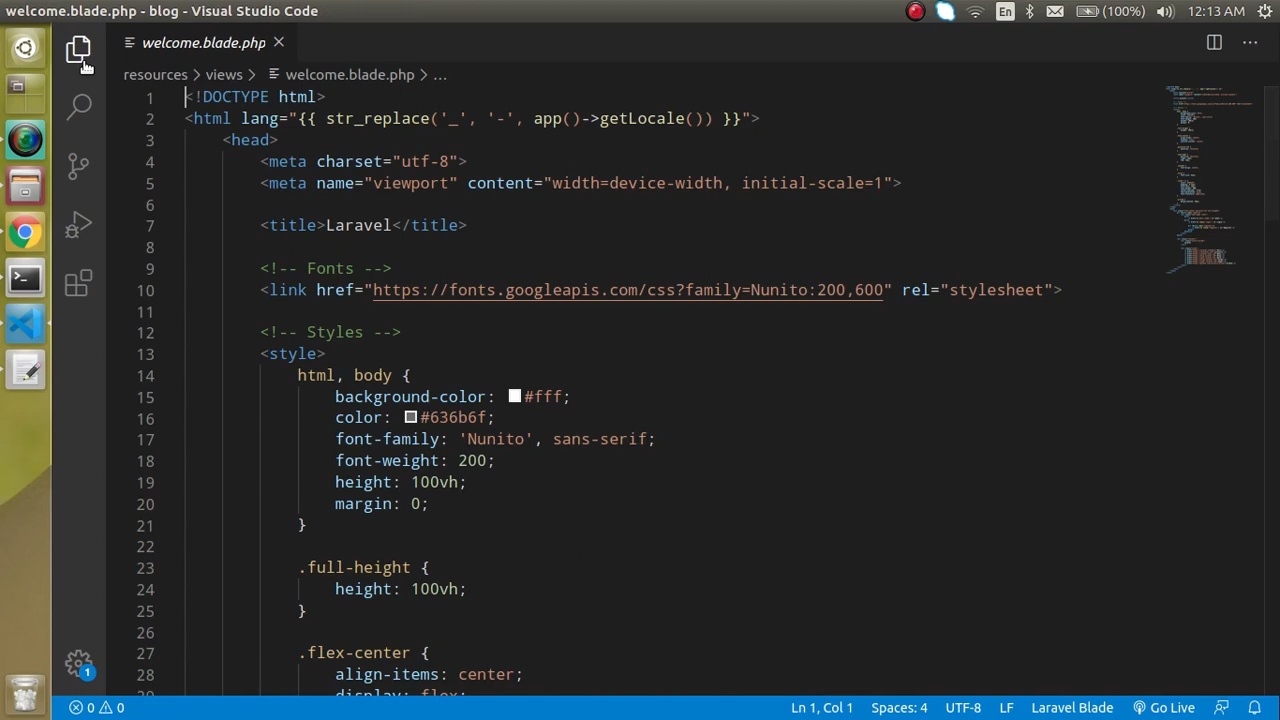 welcome.blade.php - blog - Visual Studio Code
En
(100%)
12:13 AM
welcome.blade.php
resources > views > welcome.blade.php > ...
1 <!DOCTYPE html>
2 <html lang="{{ str_replace('_', '-', app()->getLocale()) }}">
3 <head>
4 <meta charset="utf-8">
5 <meta name="viewport" content="width=device-width, initial-scale=1">
6
7 <title>Laravel</title>
8
9 <!-- Fonts -->
10 <link href="https://fonts.googleapis.com/css?family=Nunito:200,600" rel="stylesheet">
11
12 <!-- Styles -->
13 <style>
14 html, body {
15 background-color: #fff;
16 color: #636b6f;
17 font-family: 'Nunito', sans-serif;
18 font-weight: 200;
19 height: 100vh;
20 margin: 0;
21 }
22
23 .full-height {
24 height: 100vh;
25 }
26
27 .flex-center {
28 align-items: center;
29 display: flex;
1
0 0
Ln 1, Col 1
Spaces: 4
UTF-8
LF
Laravel Blade
Go Live